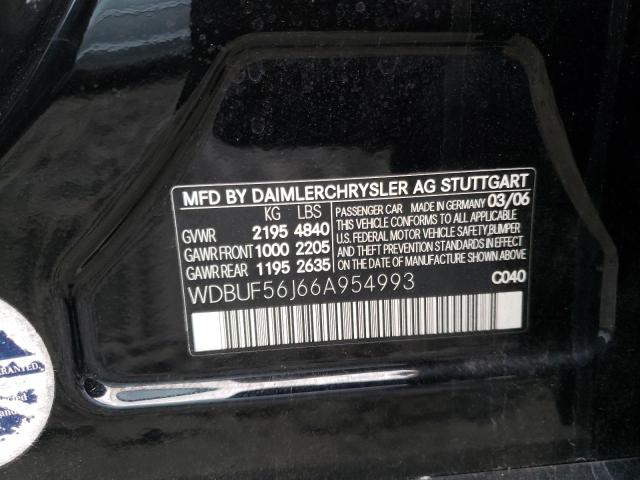 MFD BY DAIMLERCHRYSLER AG STUTTGART
KG LBS
GVWR 2195 4840
GAWR FRONT 1000 2205
GAWR REAR 1195 2635
PASSENGER CAR MADE IN GERMANY 03/06
THIS VEHICLE CONFORMS TO ALL APPLICABLE
U.S. FEDERAL MOTOR VEHICLE SAFETY,BUMPER
AND THEFT PREVENTION STANDARDS IN EFFECT
ON THE DATE OF MANUFACTURE SHOWN ABOVE
WDBUF56J66A954993
C040